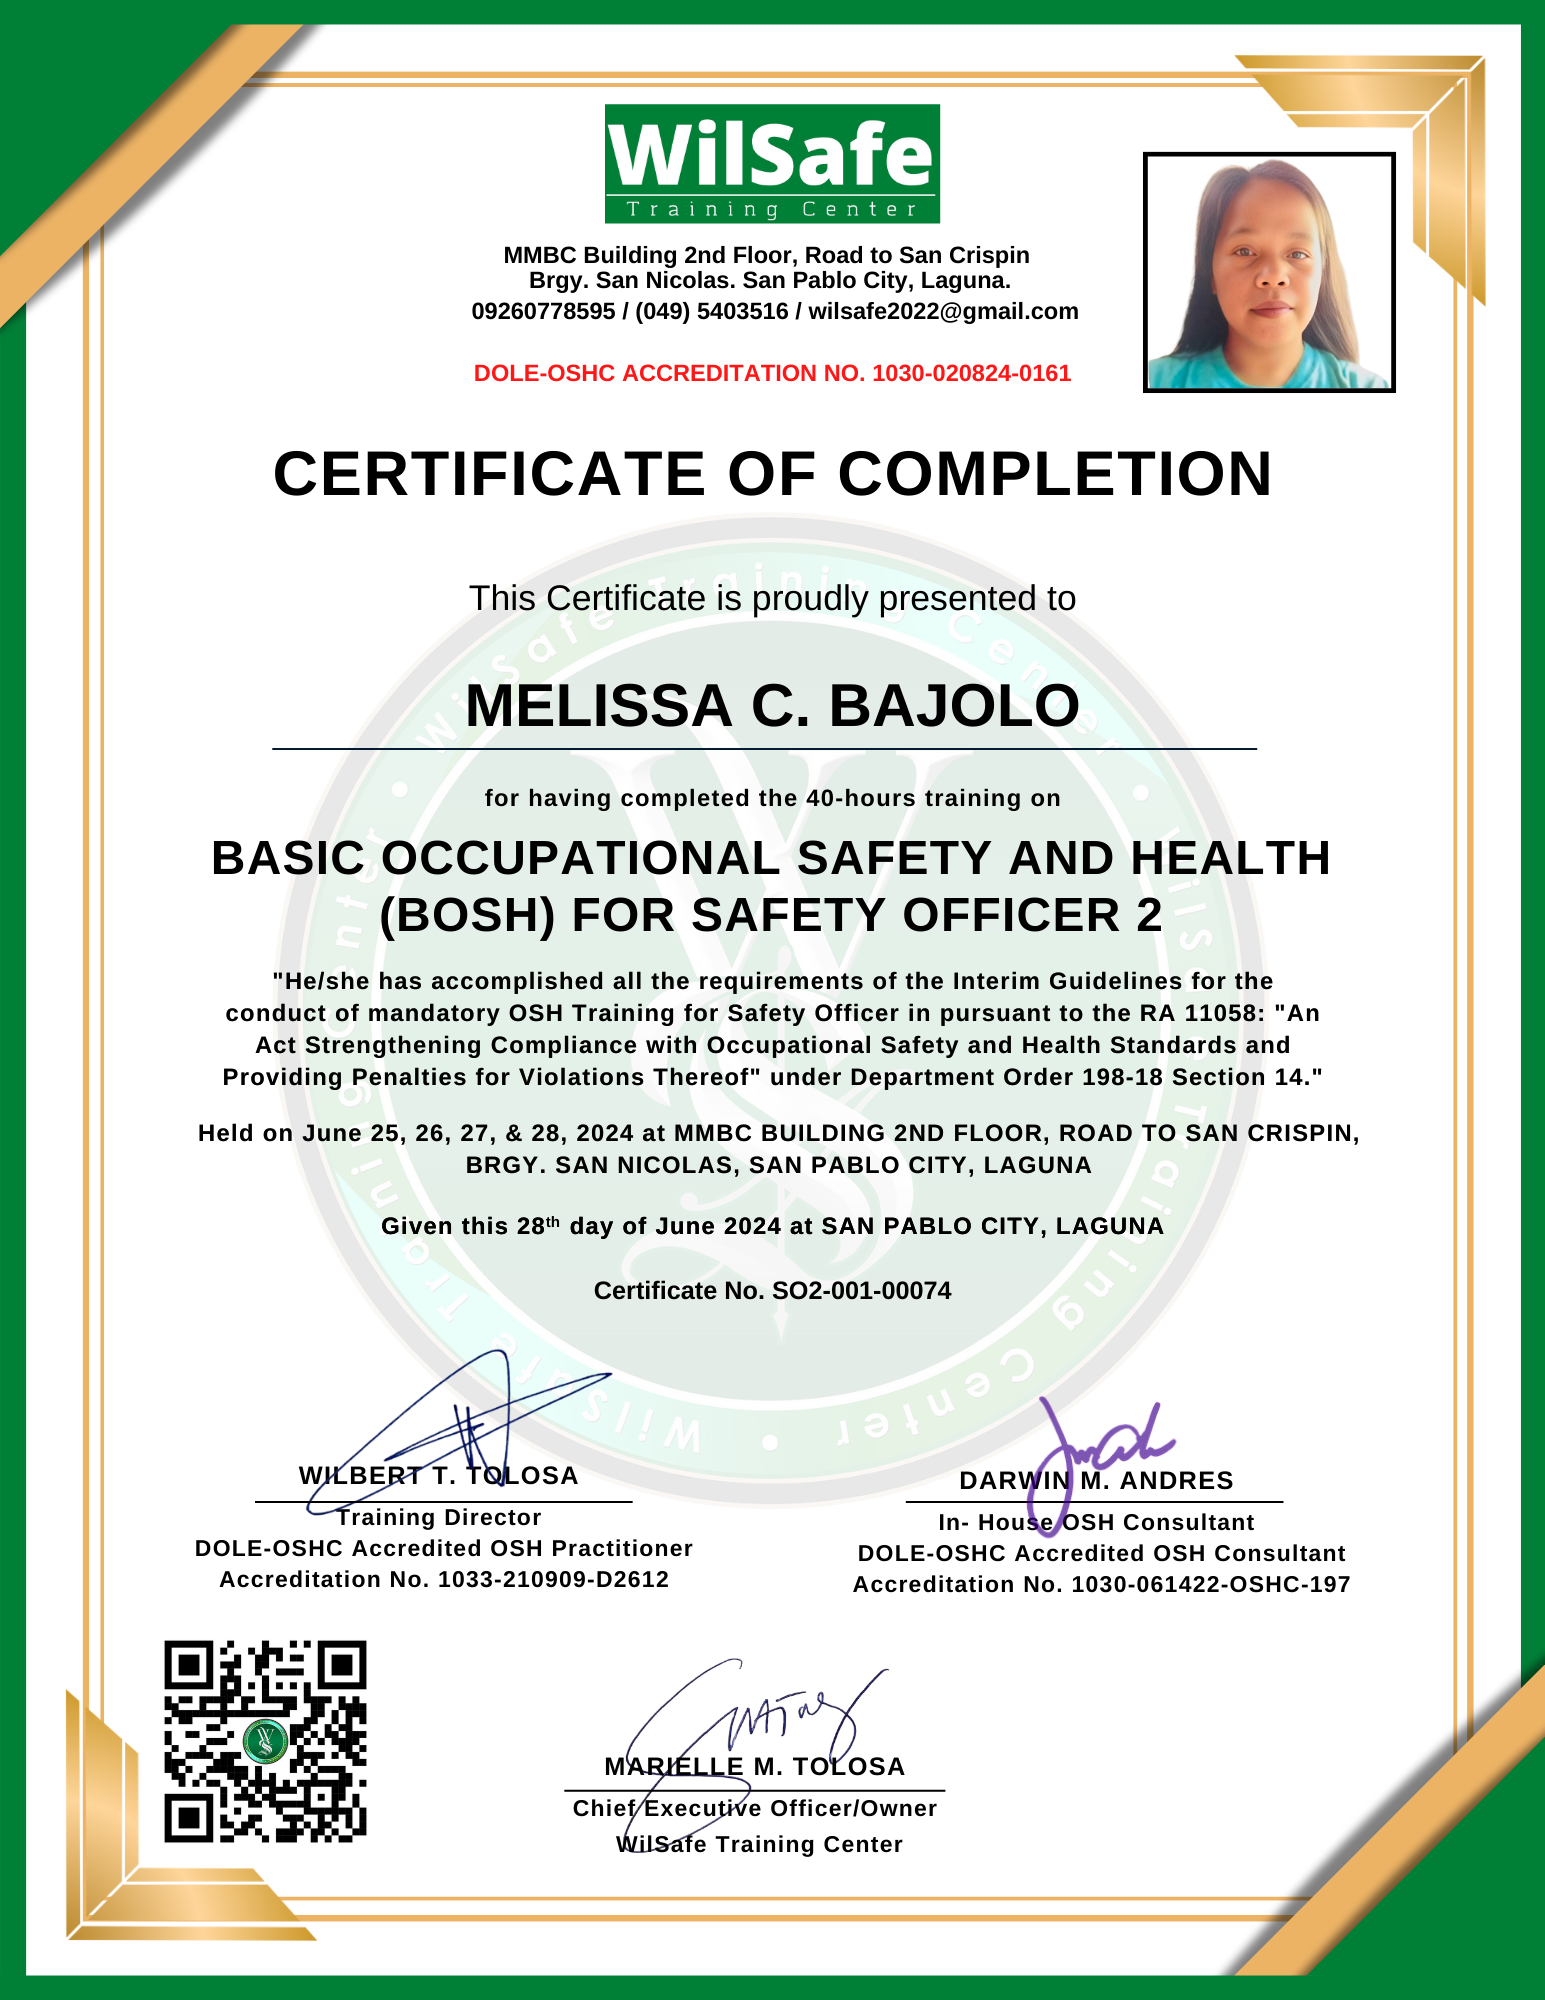 WilSafe
Training Center
MMBC Building 2nd Floor, Road to San Crispin
Brgy. San Nicolas. San Pablo City, Laguna.
09260778595 / (049) 5403516 / wilsafe2022@gmail.com
DOLE-OSHC ACCREDITATION NO. 1030-020824-0161
CERTIFICATE OF COMPLETION
This Certificate is proudly presented to
MELISSA C. BAJOLO
for having completed the 40-hours training on
BASIC OCCUPATIONAL SAFETY AND HEALTH
(BOSH) FOR SAFETY OFFICER 2
"He/she has accomplished all the requirements of the Interim Guidelines for the
conduct of mandatory OSH Training for Safety Officer in pursuant to the RA 11058: "An
Act Strengthening Compliance with Occupational Safety and Health Standards and
Providing Penalties for Violations Thereof" under Department Order 198-18 Section 14."
Held on June 25, 26, 27, & 28, 2024 at MMBC BUILDING 2ND FLOOR, ROAD TO SAN CRISPIN,
BRGY. SAN NICOLAS, SAN PABLO CITY, LAGUNA
Given this 28th day of June 2024 at SAN PABLO CITY, LAGUNA
Certificate No. SO2-001-00074
WilSafe Training Center • WilSafe Training Center • WilSafe Training Center •
WILBERT T. TOLOSA
Training Director
DOLE-OSHC Accredited OSH Practitioner
Accreditation No. 1033-210909-D2612
DARWIN M. ANDRES
In- House OSH Consultant
DOLE-OSHC Accredited OSH Consultant
Accreditation No. 1030-061422-OSHC-197
MARIELLE M. TOLOSA
Chief Executive Officer/Owner
WilSafe Training Center